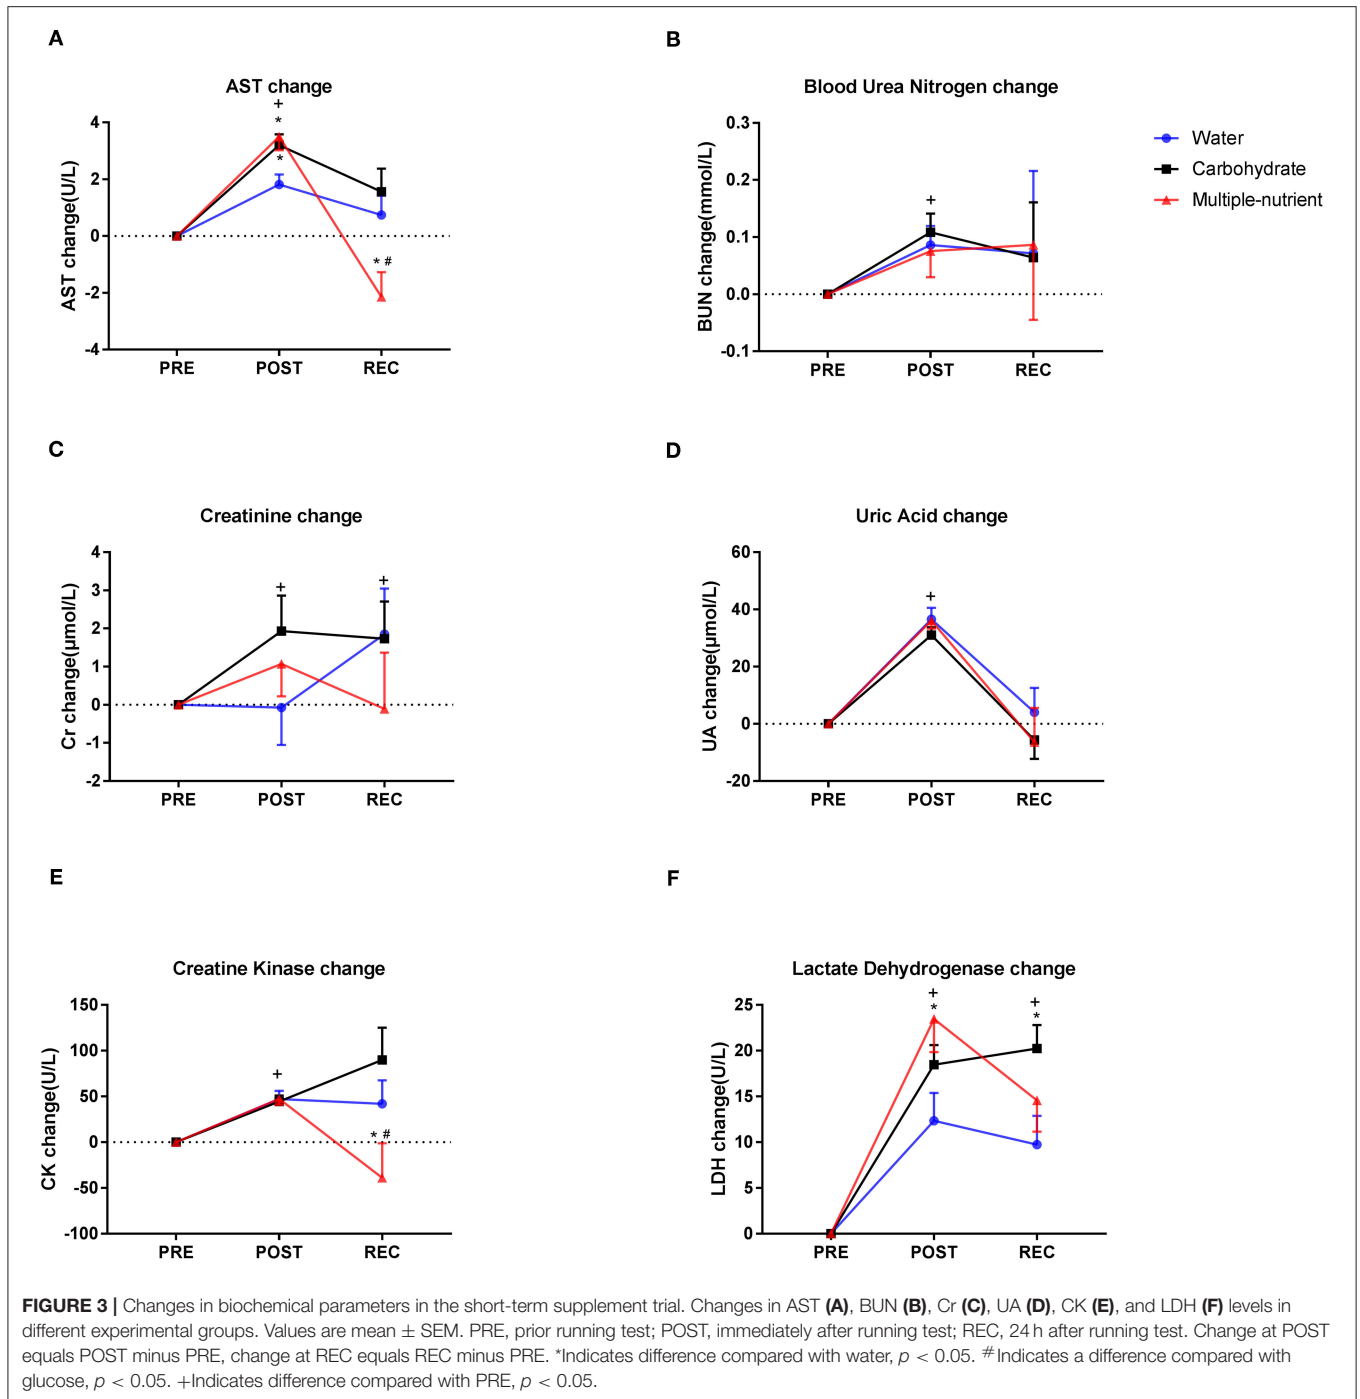 A
AST change
AST change(U/L)
4
2
0
-2
-4
+
*
*
* #
PRE POST REC
B
Blood Urea Nitrogen change
BUN change(mmol/L)
0.3
0.2
0.1
0.0
-0.1
+
PRE POST REC
Water
Carbohydrate
Multiple-nutrient
C
Creatinine change
Cr change(μmol/L)
4
3
2
1
0
-1
-2
+
+
PRE POST REC
D
Uric Acid change
UA change(μmol/L)
60
40
20
0
-20
+
PRE POST REC
E
Creatine Kinase change
CK change(U/L)
150
100
50
0
-50
-100
+
* #
PRE POST REC
F
Lactate Dehydrogenase change
LDH change(U/L)
25
20
15
10
5
0
+
*
+
*
PRE POST REC
FIGURE 3 | Changes in biochemical parameters in the short-term supplement trial. Changes in AST (A), BUN (B), Cr (C), UA (D), CK (E), and LDH (F) levels in
different experimental groups. Values are mean ± SEM. PRE, prior running test; POST, immediately after running test; REC, 24 h after running test. Change at POST
equals POST minus PRE, change at REC equals REC minus PRE. *Indicates difference compared with water, p < 0.05. #Indicates a difference compared with
glucose, p < 0.05. +Indicates difference compared with PRE, p < 0.05.